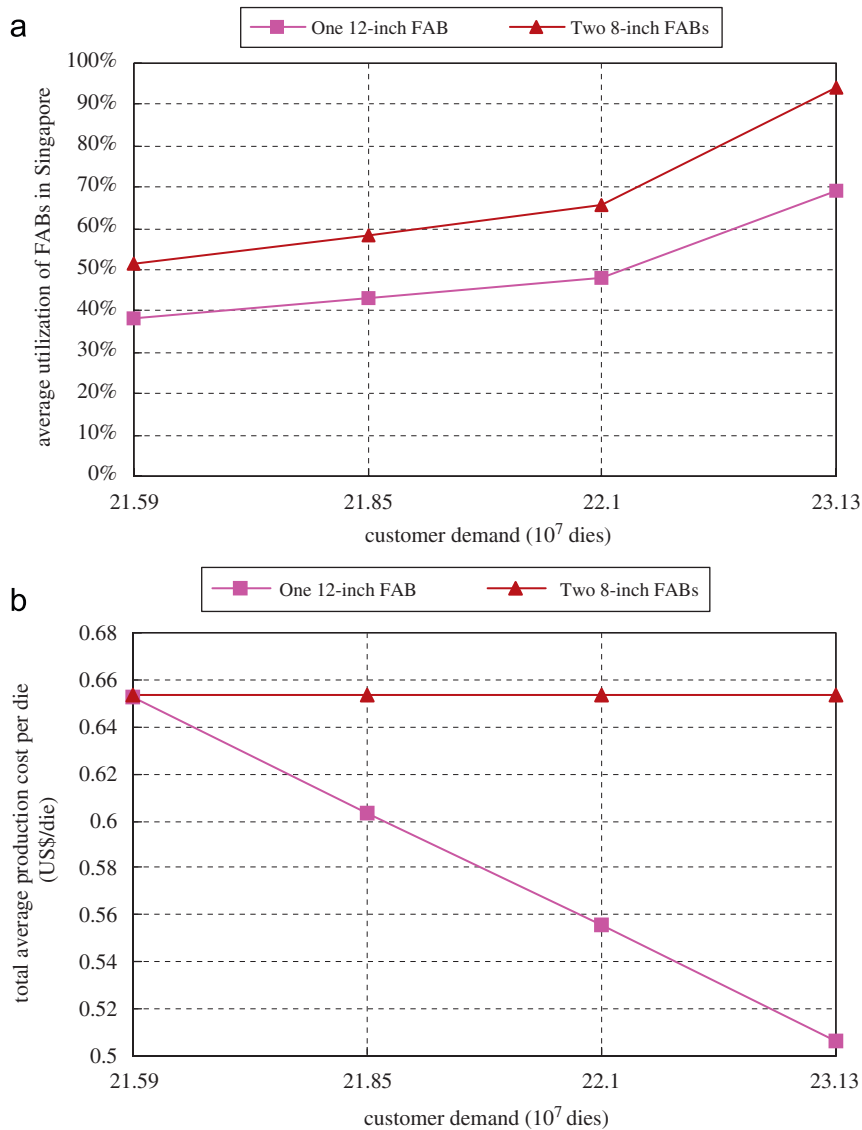 a
One 12-inch FAB
Two 8-inch FABs
average utilization of FABs in Singapore
100%
90%
80%
70%
60%
50%
40%
30%
20%
10%
0%
21.59
21.85
22.1
23.13
customer demand (10⁷ dies)
b
One 12-inch FAB
Two 8-inch FABs
total average production cost per die
(US$/die)
0.68
0.66
0.64
0.62
0.6
0.58
0.56
0.54
0.52
0.5
21.59
21.85
22.1
23.13
customer demand (10⁷ dies)